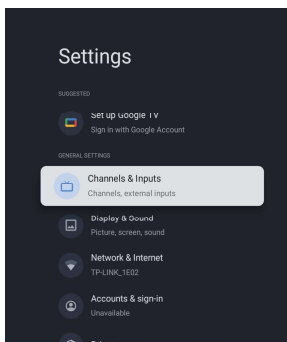 Settings
SUGGESTED
Set up Google TV
Sign in with Google Account
GENERAL SETTINGS
Channels & Inputs
Channels, external inputs
Display & Sound
Picture, screen, sound
Network & Internet
TP-LINK_1E02
Accounts & sign-in
Unavailable